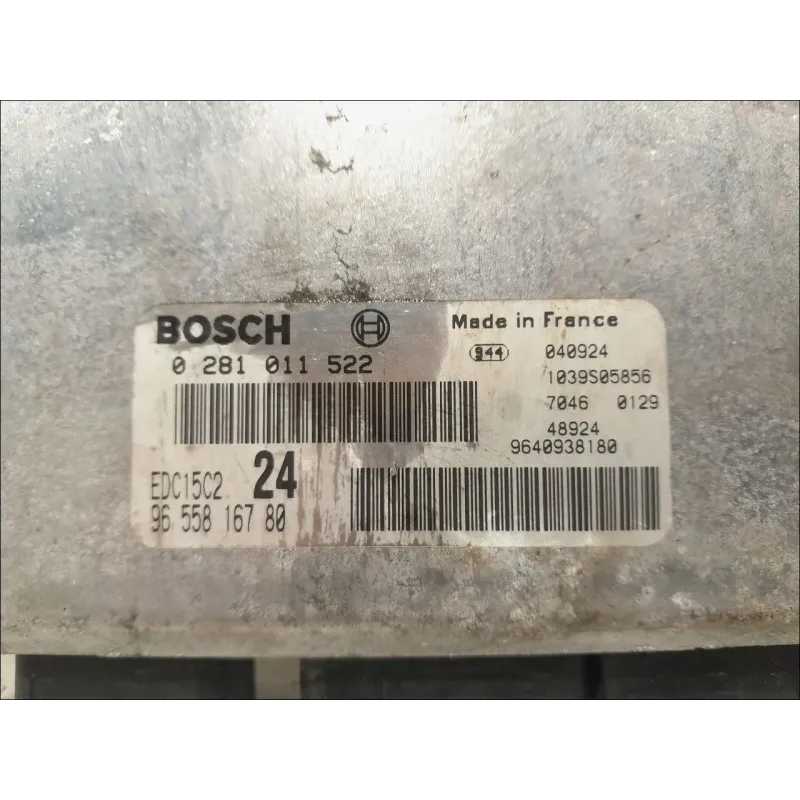 BOSCH
Made in France
0 281 011 522
944 040924
1039S05856
7046 0129
48924
9640938180
EDC15C2 24
96 558 167 80